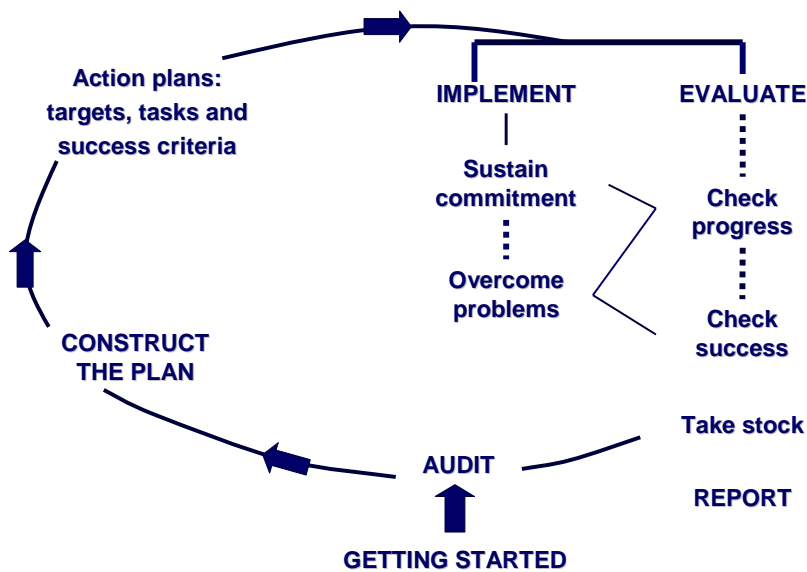 Action plans:
targets, tasks and
success criteria
IMPLEMENT
EVALUATE
Sustain
commitment
Check
progress
Overcome
problems
Check
success
CONSTRUCT
THE PLAN
Take stock
AUDIT
REPORT
GETTING STARTED